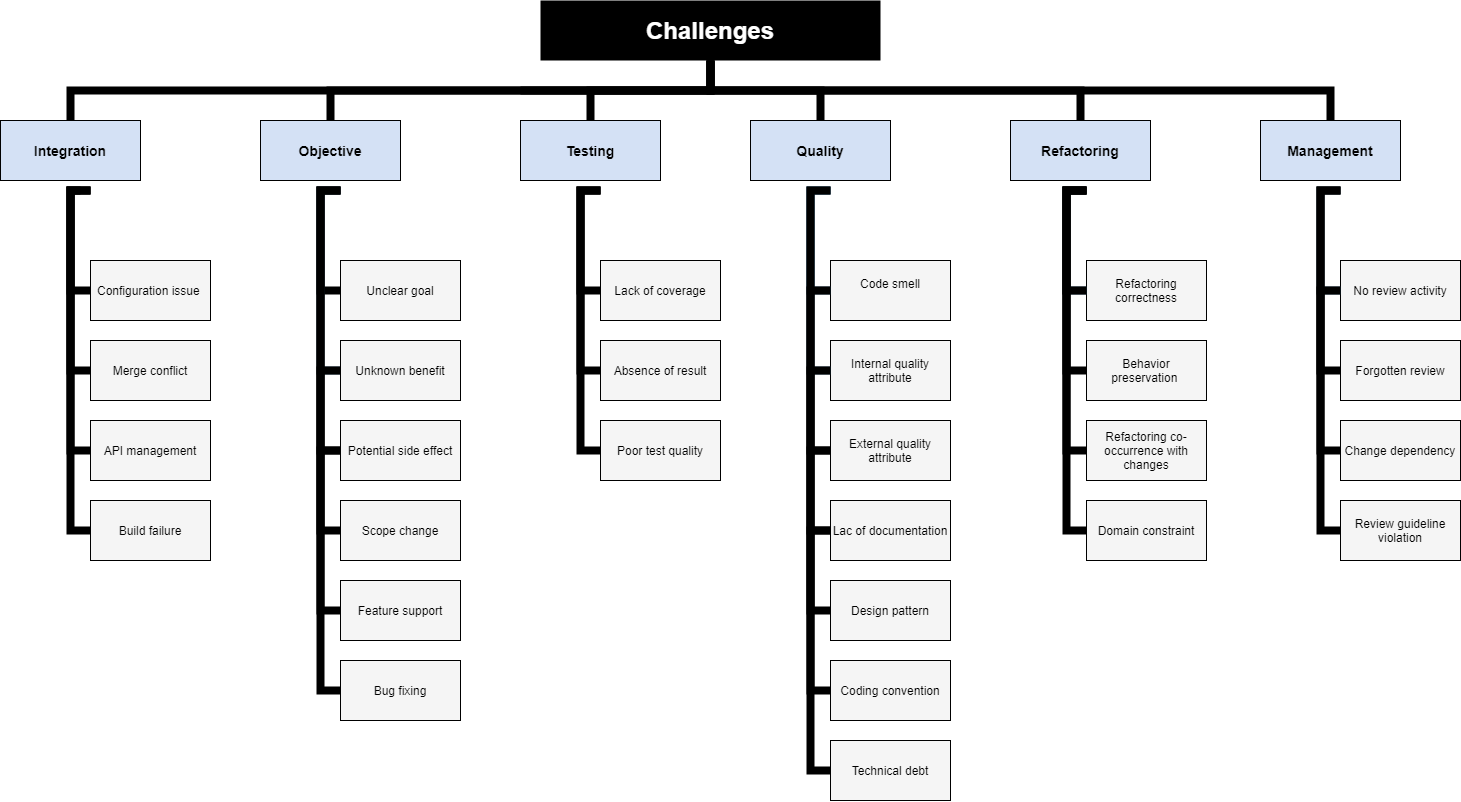 Challenges
Integration
Objective
Testing
Quality
Refactoring
Management
Configuration issue
Merge conflict
API management
Build failure
Unclear goal
Unknown benefit
Potential side effect
Scope change
Feature support
Bug fixing
Lack of coverage
Absence of result
Poor test quality
Code smell
Internal quality
attribute
External quality
attribute
Lac of documentation
Design pattern
Coding convention
Technical debt
Refactoring
correctness
Behavior
preservation
Refactoring co-
occurrence with
changes
Domain constraint
No review activity
Forgotten review
Change dependency
Review guideline
violation